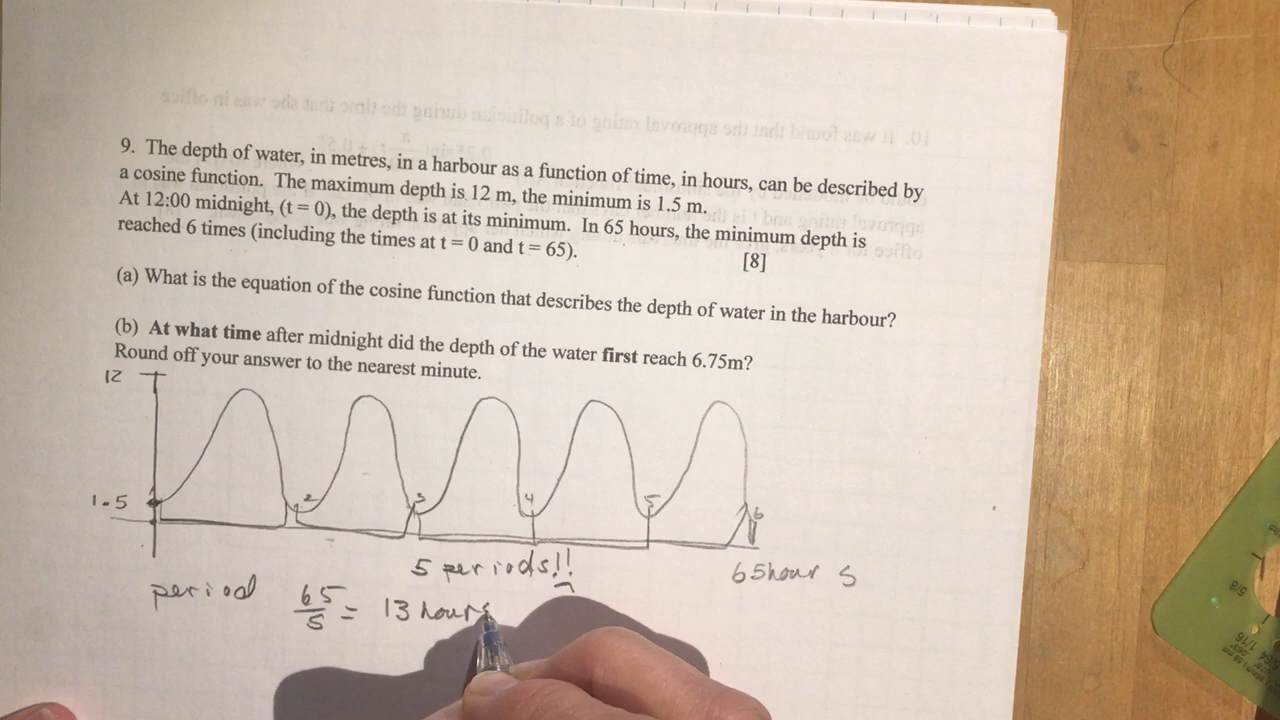 9. The depth of water, in metres, in a harbour as a function of time, in hours, can be described by
a cosine function. The maximum depth is 12 m, the minimum is 1.5 m.
At 12:00 midnight, (t = 0), the depth is at its minimum. In 65 hours, the minimum depth is
reached 6 times (including the times at t = 0 and t = 65).
[8]
(a) What is the equation of the cosine function that describes the depth of water in the harbour?
(b) At what time after midnight did the depth of the water first reach 6.75m?
Round off your answer to the nearest minute.
12
1.5
2
3
4
5
6
5 periods!!
65hour s
period 65/5 = 13 hours
5/8
1/16